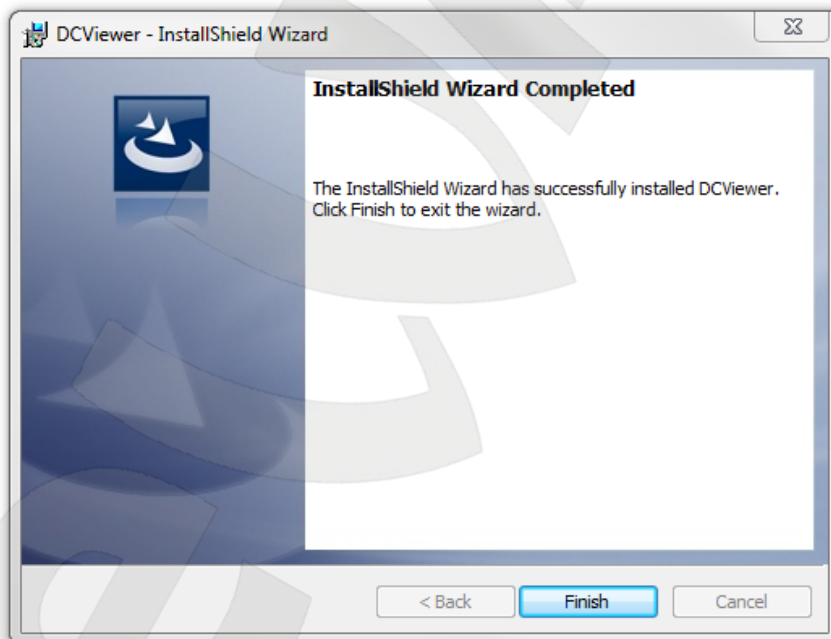 DCViewer - InstallShield Wizard
InstallShield Wizard Completed
The InstallShield Wizard has successfully installed DCViewer.
Click Finish to exit the wizard.
< Back
Finish
Cancel